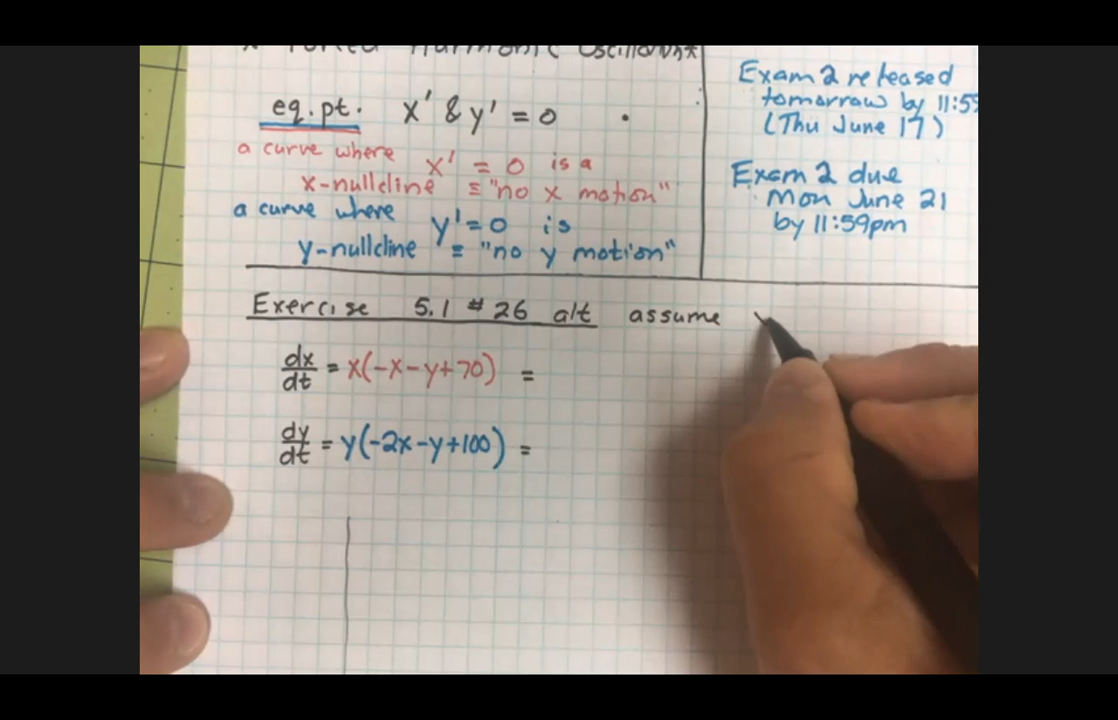 * Forced Harmonic Oscillator *
eq.pt. x' & y' = 0 .
a curve where x' = 0 is a
x-nullcline ≡ "no x motion"
a curve where y' = 0 is
y-nullcline ≡ "no y motion"
Exam 2 released
tomorrow by 11:59
(Thu June 17)
Exam 2 due
Mon June 21
by 11:59pm
Exercise 5.1 # 26 alt assume
dx/dt = x(-x-y+70) =
dy/dt = y(-2x-y+100) =